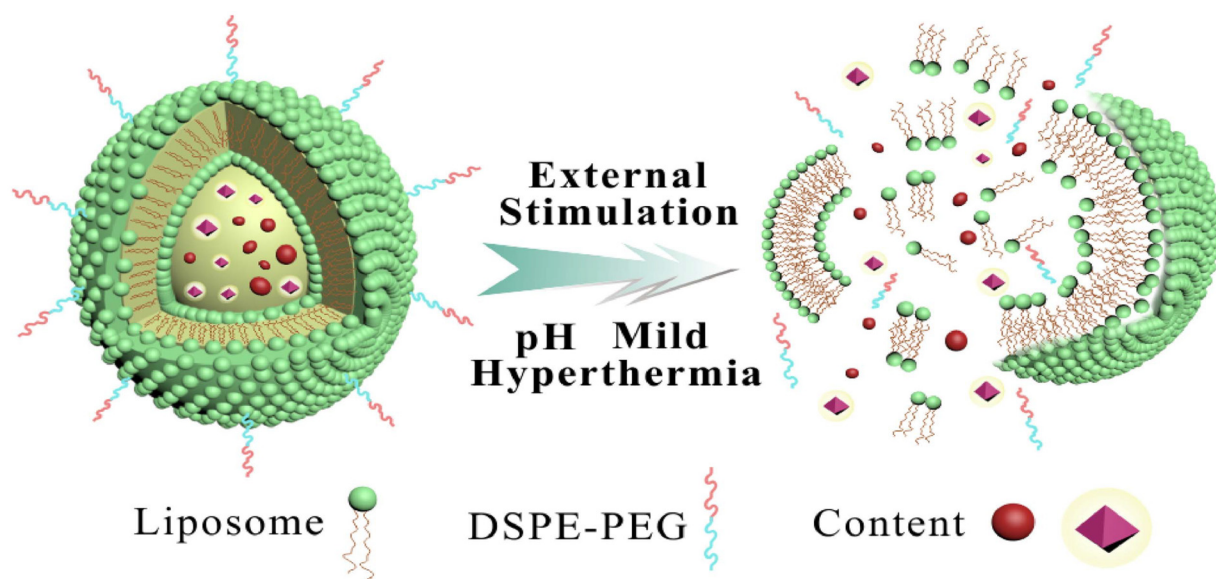 External
Stimulation
pH Mild
Hyperthermia
Liposome
DSPE-PEG
Content